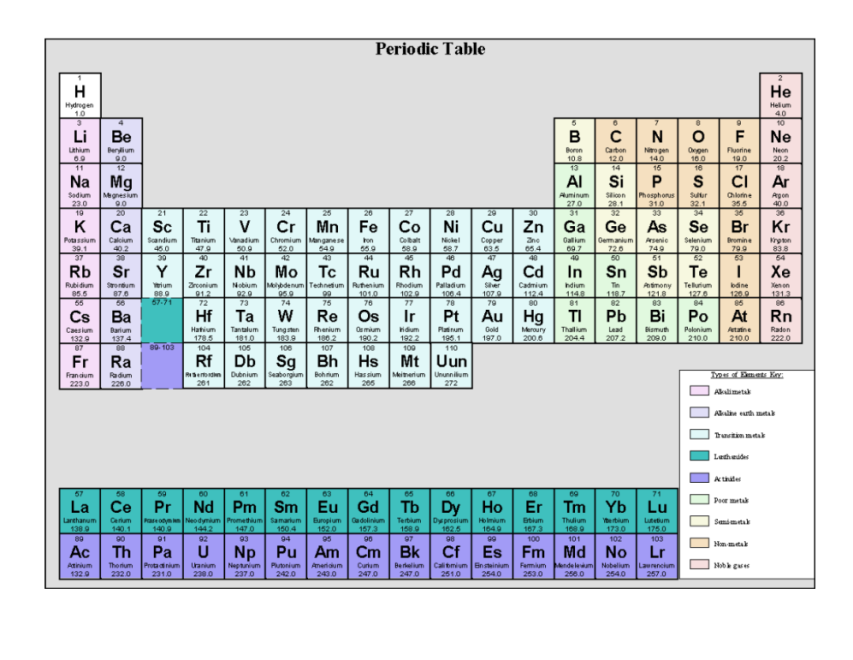 Periodic Table
1 2
H He
Hydrogen Helium
1.0 4.0
3 4 5 6 7 8 9 10
Li Be B C N O F Ne
Lithium Beryllium Boron Carbon Nitrogen Oxygen Fluorine Neon
6.9 9.0 10.8 12.0 14.0 16.0 19.0 20.2
11 12 13 14 15 16 17 18
Na Mg Al Si P S Cl Ar
Sodium Magnesium Aluminum Silicon Phosphorus Sulfur Chlorine Argon
23.0 9.0 27.0 28.1 31.0 32.1 35.5 40.0
19 20 21 22 23 24 25 26 27 28 29 30 31 32 33 34 35 36
K Ca Sc Ti V Cr Mn Fe Co Ni Cu Zn Ga Ge As Se Br Kr
Potassium Calcium Scandium Titanium Vanadium Chromium Manganese Iron Colbalt Nickel Copper Zinc Gallium Germanium Arsenic Selenium Bromine Krypton
39.1 40.2 45.0 47.9 50.9 52.0 54.9 55.9 58.9 58.7 63.5 65.4 69.7 72.6 74.9 79.0 79.9 83.8
37 38 39 40 41 42 43 44 45 46 47 48 49 50 51 52 53 54
Rb Sr Y Zr Nb Mo Tc Ru Rh Pd Ag Cd In Sn Sb Te I Xe
Rubidium Strontium Yttrium Zirconium Niobium Molybdenum Technetium Ruthenium Rhodium Palladium Silver Cadmium Indium Tin Antimony Tellurium Iodine Xenon
85.5 87.6 88.9 91.2 92.9 95.9 99 101.0 102.9 106.4 107.9 112.4 114.8 118.7 121.8 127.6 126.9 131.3
55 56 57-71 72 73 74 75 76 77 78 79 80 81 82 83 84 85 86
Cs Ba Hf Ta W Re Os Ir Pt Au Hg Tl Pb Bi Po At Rn
Caesium Barium Tantalum Tungsten Rhenium Osmium Iridium Platinum Gold Mercury Thallium Lead Bismuth Polonium Astatine Radon
132.9 137.4 178.5 181.0 183.9 186.2 190.2 192.2 195.1 197.0 200.6 204.4 207.2 209.0 210.0 210.0 222.0
87 88 89-103 104 105 106 107 108 109 110
Fr Ra Rf Db Sg Bh Hs Mt Uun
Francium Radium Dubnium Seaborgium Bohrium Hassium Meitnerium Ununnilium
223.0 226.0 261 262 263 262 265 266 272
Types of Elements Key:
Alkali metals
Alkaline earth metals
Transition metals
Lanthanides
Actinides
Poor metals
Semi-metals
Non-metals
Noble gases
57 58 59 60 61 62 63 64 65 66 67 68 69 70 71
La Ce Pr Nd Pm Sm Eu Gd Tb Dy Ho Er Tm Yb Lu
Lanthanum Cerium Praseodymium Neodymium Promethium Samarium Europium Gadolinium Terbium Dysprosium Holmium Erbium Thulium Ytterbium Lutetium
138.9 140.1 140.9 144.2 147.0 150.4 152.0 157.3 158.9 162.5 164.9 167.3 168.9 173.0 175.0
89 90 91 92 93 94 95 96 97 98 99 100 101 102 103
Ac Th Pa U Np Pu Am Cm Bk Cf Es Fm Md No Lr
Actinium Thorium Protactinium Uranium Neptunium Plutonium Americium Curium Berkelium Californium Einsteinium Fermium Mendelevium Nobelium Lawrencium
132.9 232.0 231.0 238.0 237.0 242.0 243.0 247.0 247.0 251.0 254.0 253.0 256.0 254.0 257.0